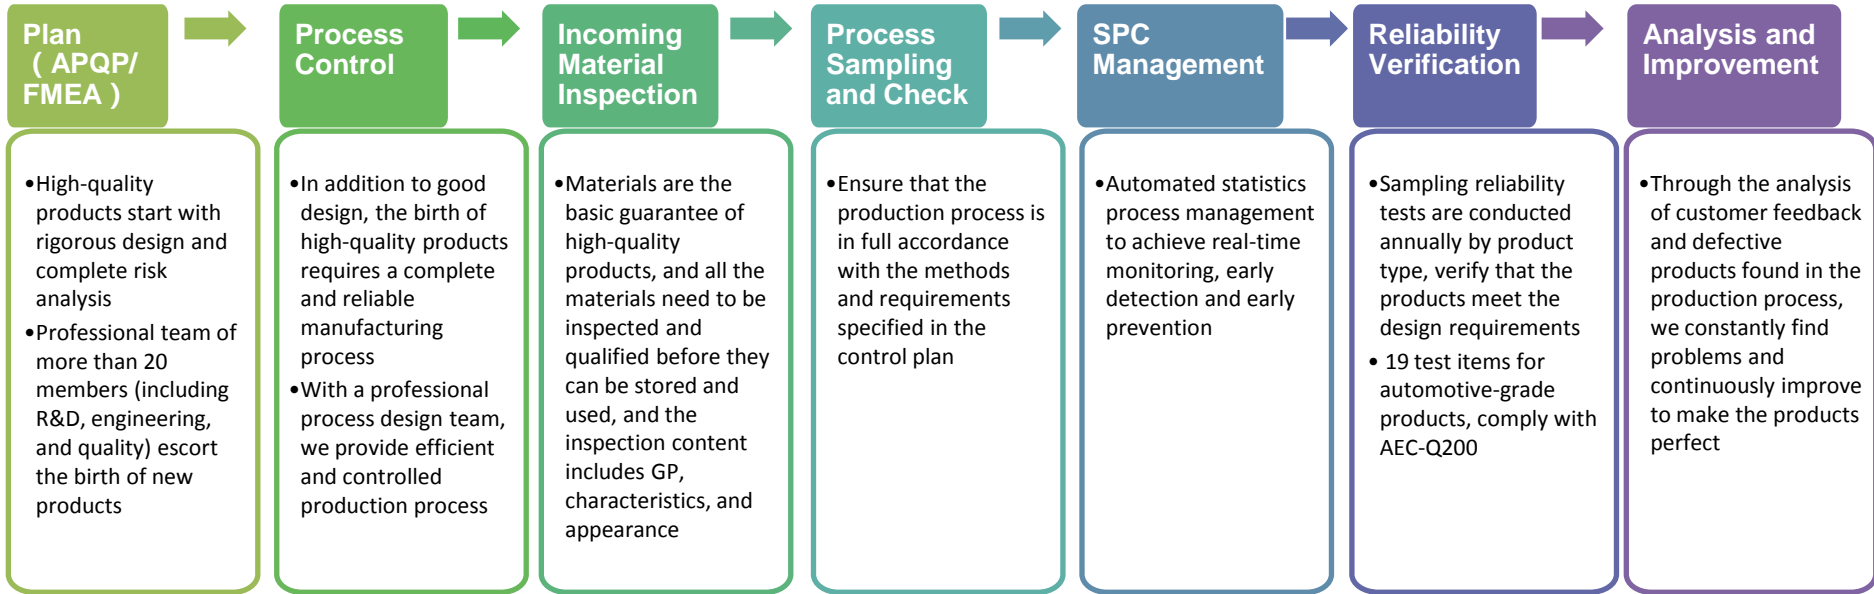 Plan
( APQP/
FMEA )
•High-quality
products start with
rigorous design and
complete risk
analysis
•Professional team of
more than 20
members (including
R&D, engineering,
and quality) escort
the birth of new
products
Process
Control
•In addition to good
design, the birth of
high-quality products
requires a complete
and reliable
manufacturing
process
•With a professional
process design team,
we provide efficient
and controlled
production process
Incoming
Material
Inspection
•Materials are the
basic guarantee of
high-quality
products, and all the
materials need to be
inspected and
qualified before they
can be stored and
used, and the
inspection content
includes GP,
characteristics, and
appearance
Process
Sampling
and Check
•Ensure that the
production process is
in full accordance
with the methods
and requirements
specified in the
control plan
SPC
Management
•Automated statistics
process management
to achieve real-time
monitoring, early
detection and early
prevention
Reliability
Verification
•Sampling reliability
tests are conducted
annually by product
type, verify that the
products meet the
design requirements
• 19 test items for
automotive-grade
products, comply with
AEC-Q200
Analysis and
Improvement
•Through the analysis
of customer feedback
and defective
products found in the
production process,
we constantly find
problems and
continuously improve
to make the products
perfect